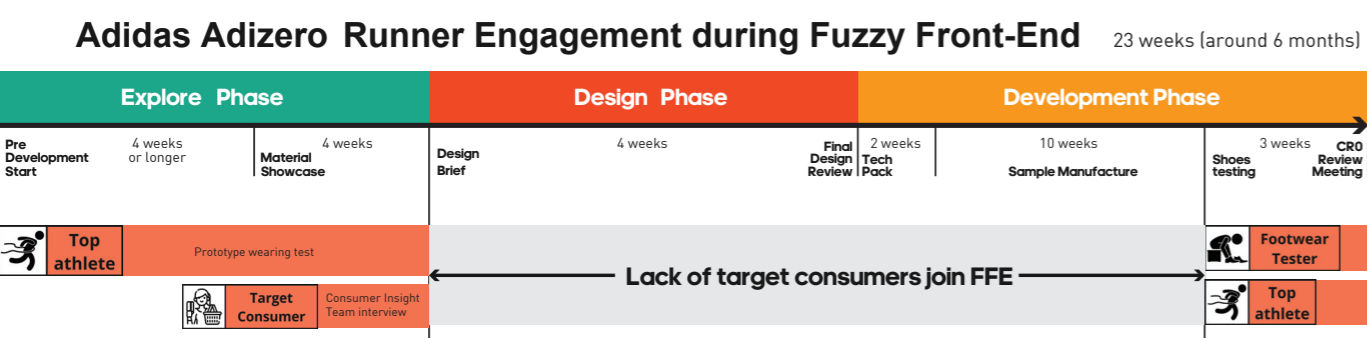 Adidas Adizero Runner Engagement during Fuzzy Front-End
23 weeks (around 6 months)
Explore Phase
Design Phase
Development Phase
Pre
Development
Start
4 weeks
or longer
Material
Showcase
4 weeks
Design
Brief
4 weeks
Final
Design
Review
2 weeks
Tech
Pack
10 weeks
Sample Manufacture
Shoes
testing
3 weeks
CR0
Review
Meeting
Top
athlete
Prototype wearing test
Target
Consumer
Consumer Insight
Team interview
Lack of target consumers join FFE
Footwear
Tester
Top
athlete